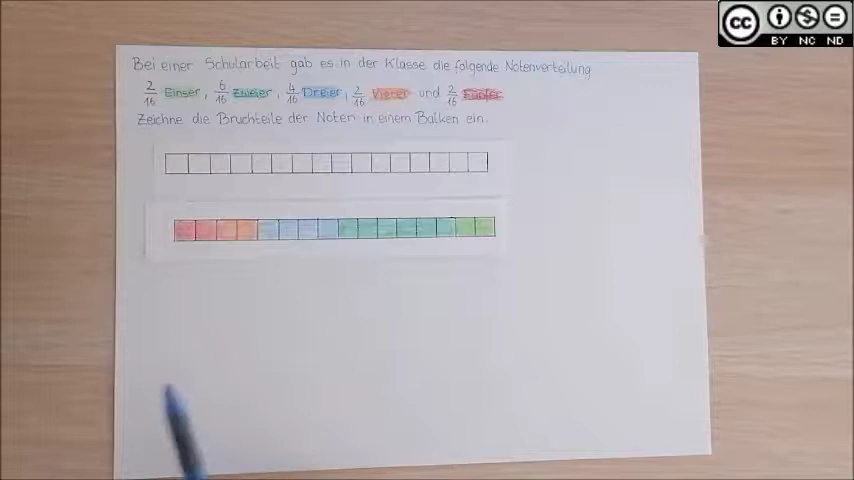 Bei einer Schularbeit gab es in der Klasse die folgende Notenverteilung
2/16 Einser, 6/16 Zweier, 4/16 Dreier, 2/16 Vierer und 2/16 Fünfer
Zeichne die Bruchteile der Noten in einem Balken ein.
CC
BY NC ND